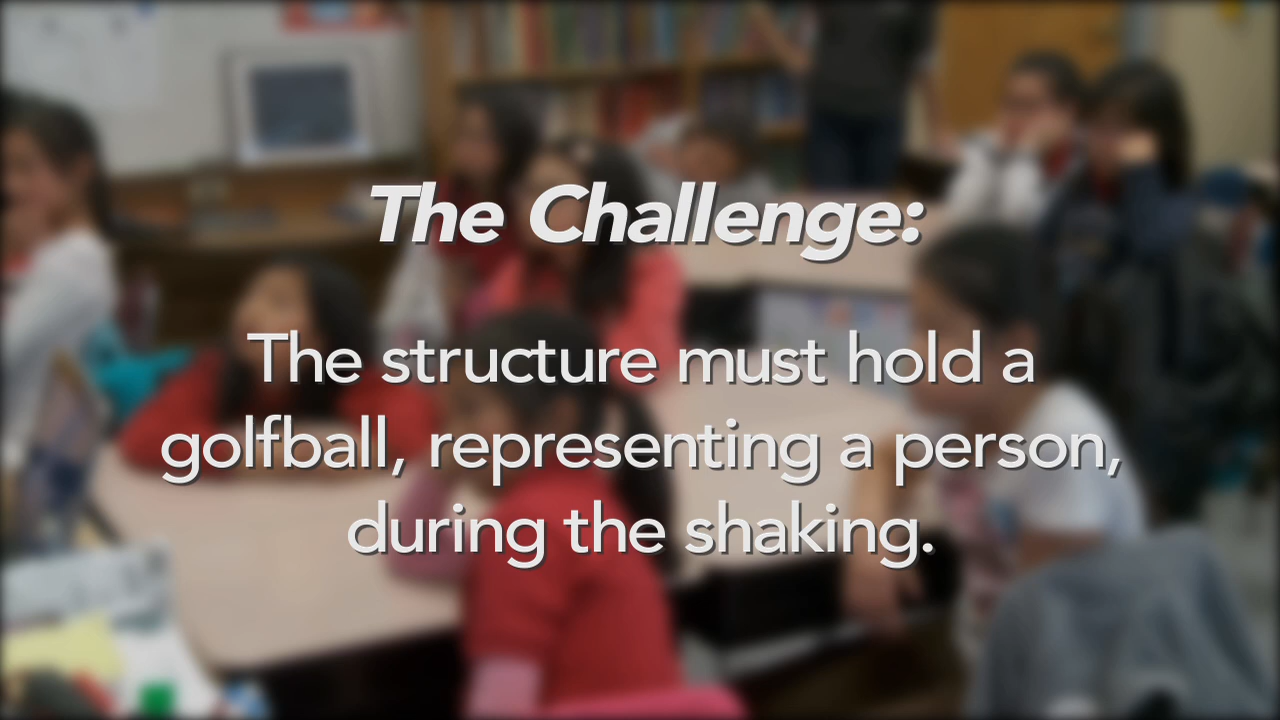 The Challenge:
The structure must hold a
golfball, representing a person,
during the shaking.